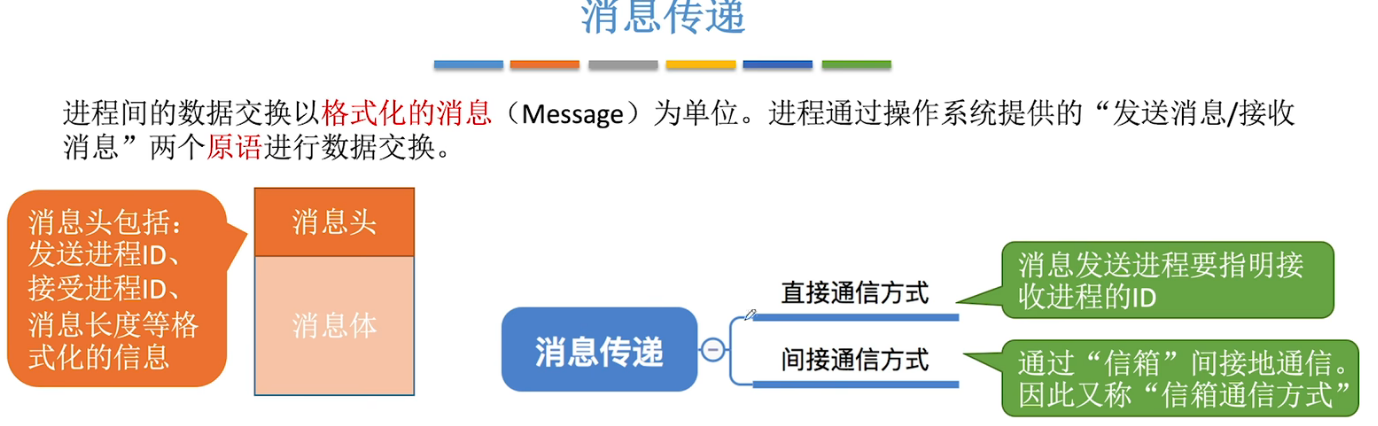 消息传递
进程间的数据交换以格式化的消息（Message）为单位。进程通过操作系统提供的“发送消息/接收
消息”两个原语进行数据交换。
消息头包括：
发送进程ID、
接受进程ID、
消息长度等格
式化的信息
消息头
消息体
消息传递
直接通信方式
消息发送进程要指明接
收进程的ID
间接通信方式
通过“信箱”间接地通信。
因此又称“信箱通信方式”